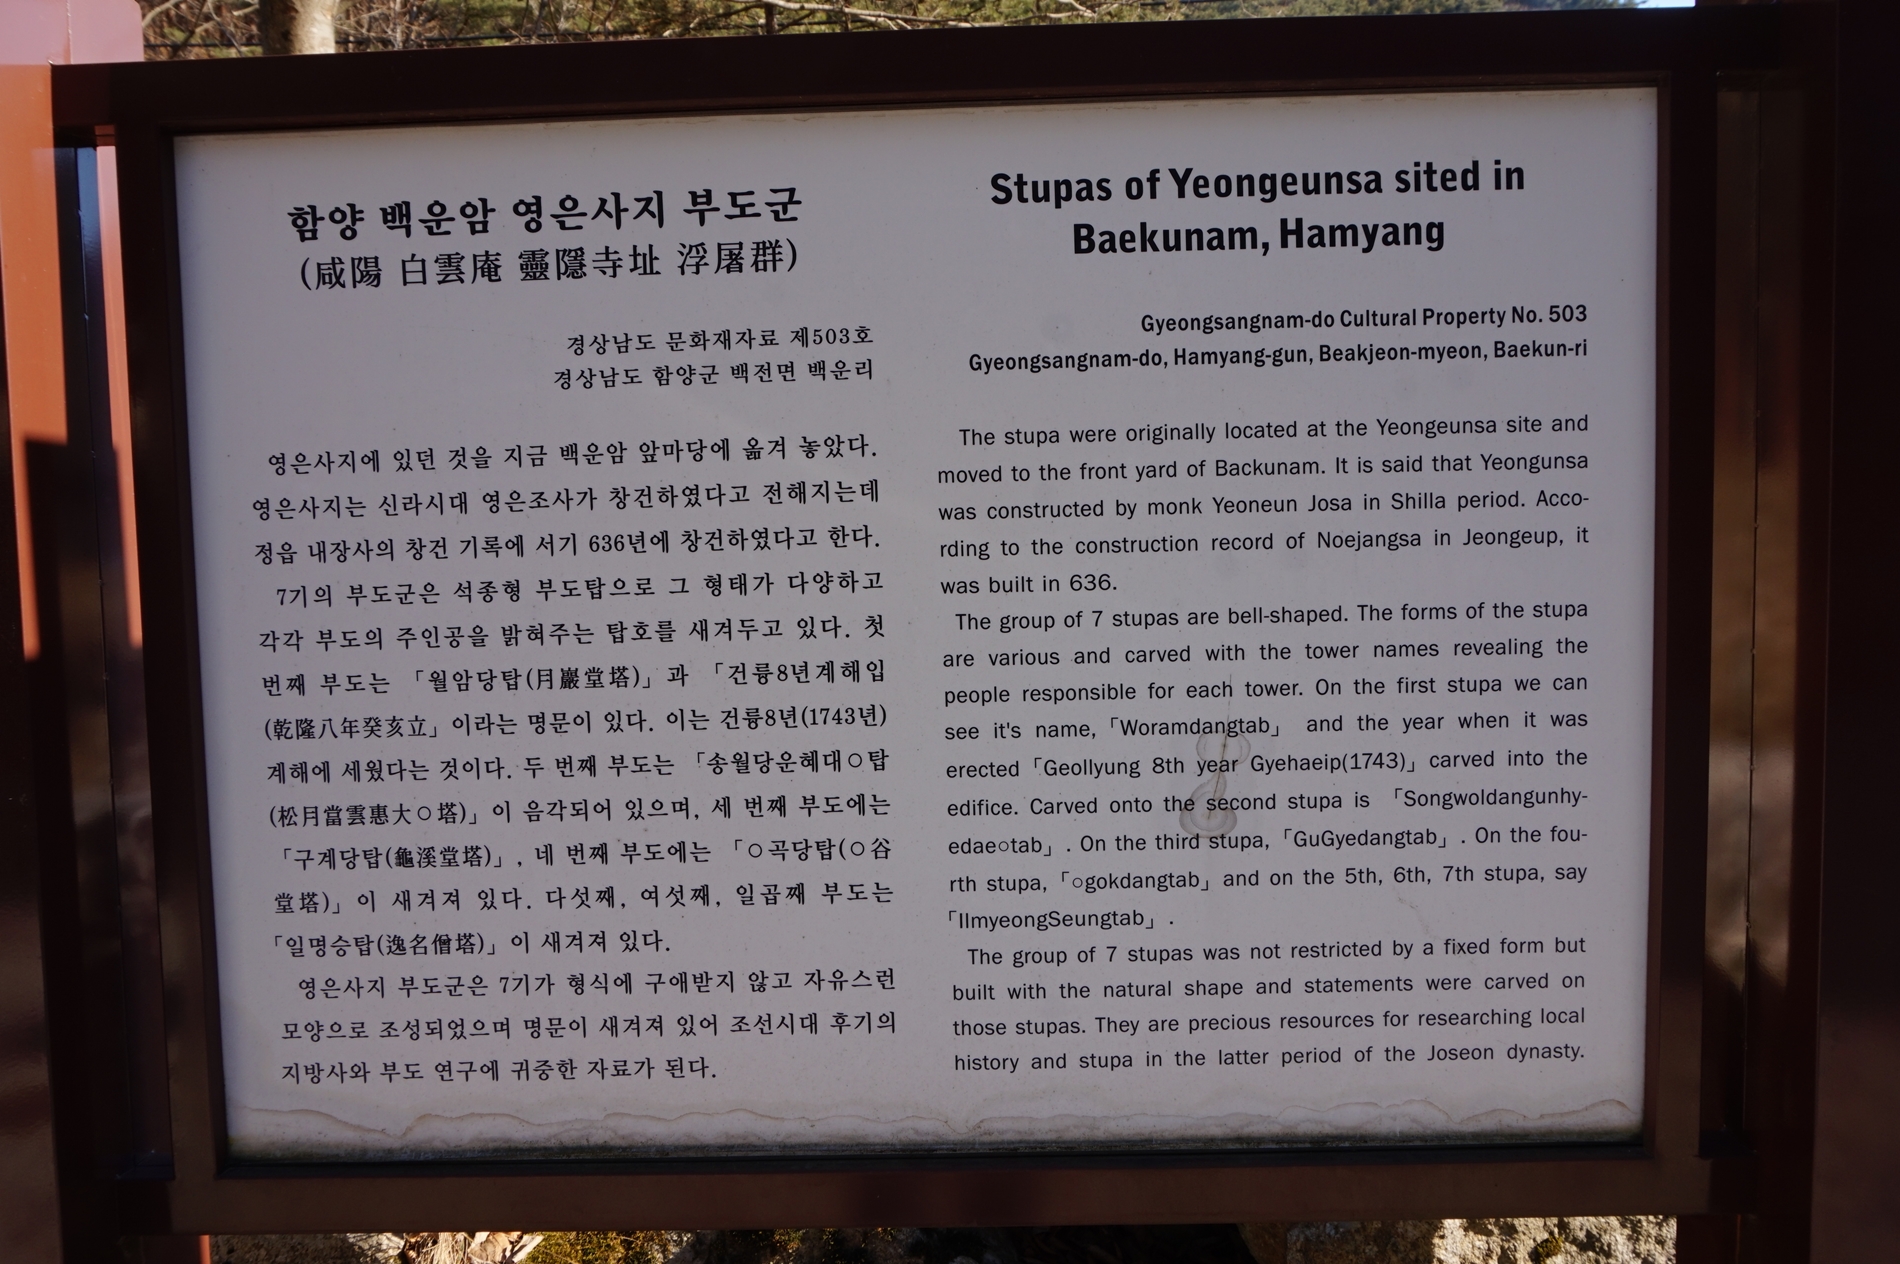 함양 백운암 영은사지 부도군
(咸陽 白雲庵 靈隱寺址 浮屠群)
경상남도 문화재자료 제503호
경상남도 함양군 백전면 백운리
영은사지에 있던 것을 지금 백운암 앞마당에 옮겨 놓았다.
영은사지는 신라시대 영은조사가 창건하였다고 전해지는데
정읍 내장사의 창건 기록에 서기 636년에 창건하였다고 한다.
7기의 부도군은 석종형 부도탑으로 그 형태가 다양하고
각각 부도의 주인공을 밝혀주는 탑호를 새겨두고 있다. 첫
번째 부도는 「월암당탑(月巖堂塔)」과 「건륭8년계해입
(乾隆八年癸亥立」이라는 명문이 있다. 이는 건륭8년(1743년)
계해에 세웠다는 것이다. 두 번째 부도는 「송월당운혜대○탑
(松月當雲惠大○塔)」이 음각되어 있으며, 세 번째 부도에는
「구계당탑(龜溪堂塔)」, 네 번째 부도에는 「○곡당탑(○谷
堂塔)」이 새겨져 있다. 다섯째, 여섯째, 일곱째 부도는
「일명승탑(逸名僧塔)」이 새겨져 있다.
영은사지 부도군은 7기가 형식에 구애받지 않고 자유스런
모양으로 조성되었으며 명문이 새겨져 있어 조선시대 후기의
지방사와 부도 연구에 귀중한 자료가 된다.
Stupas of Yeongeunsa sited in
Baekunam, Hamyang
Gyeongsangnam-do Cultural Property No. 503
Gyeongsangnam-do, Hamyang-gun, Beakjeon-myeon, Baekun-ri
The stupa were originally located at the Yeongeunsa site and
moved to the front yard of Backunam. It is said that Yeongunsa
was constructed by monk Yeoneun Josa in Shilla period. Acco-
rding to the construction record of Noejangsa in Jeongeup, it
was built in 636.
The group of 7 stupas are bell-shaped. The forms of the stupa
are various and carved with the tower names revealing the
people responsible for each tower. On the first stupa we can
see it's name, 「Woramdangtab」 and the year when it was
erected 「Geollyung 8th year Gyehaeip(1743)」 carved into the
edifice. Carved onto the second stupa is 「Songwoldangunhy-
edae○tab」. On the third stupa, 「GuGyedangtab」. On the fou-
rth stupa, 「○gokdangtab」 and on the 5th, 6th, 7th stupa, say
「IlmyeongSeungtab」.
The group of 7 stupas was not restricted by a fixed form but
built with the natural shape and statements were carved on
those stupas. They are precious resources for researching local
history and stupa in the latter period of the Joseon dynasty.